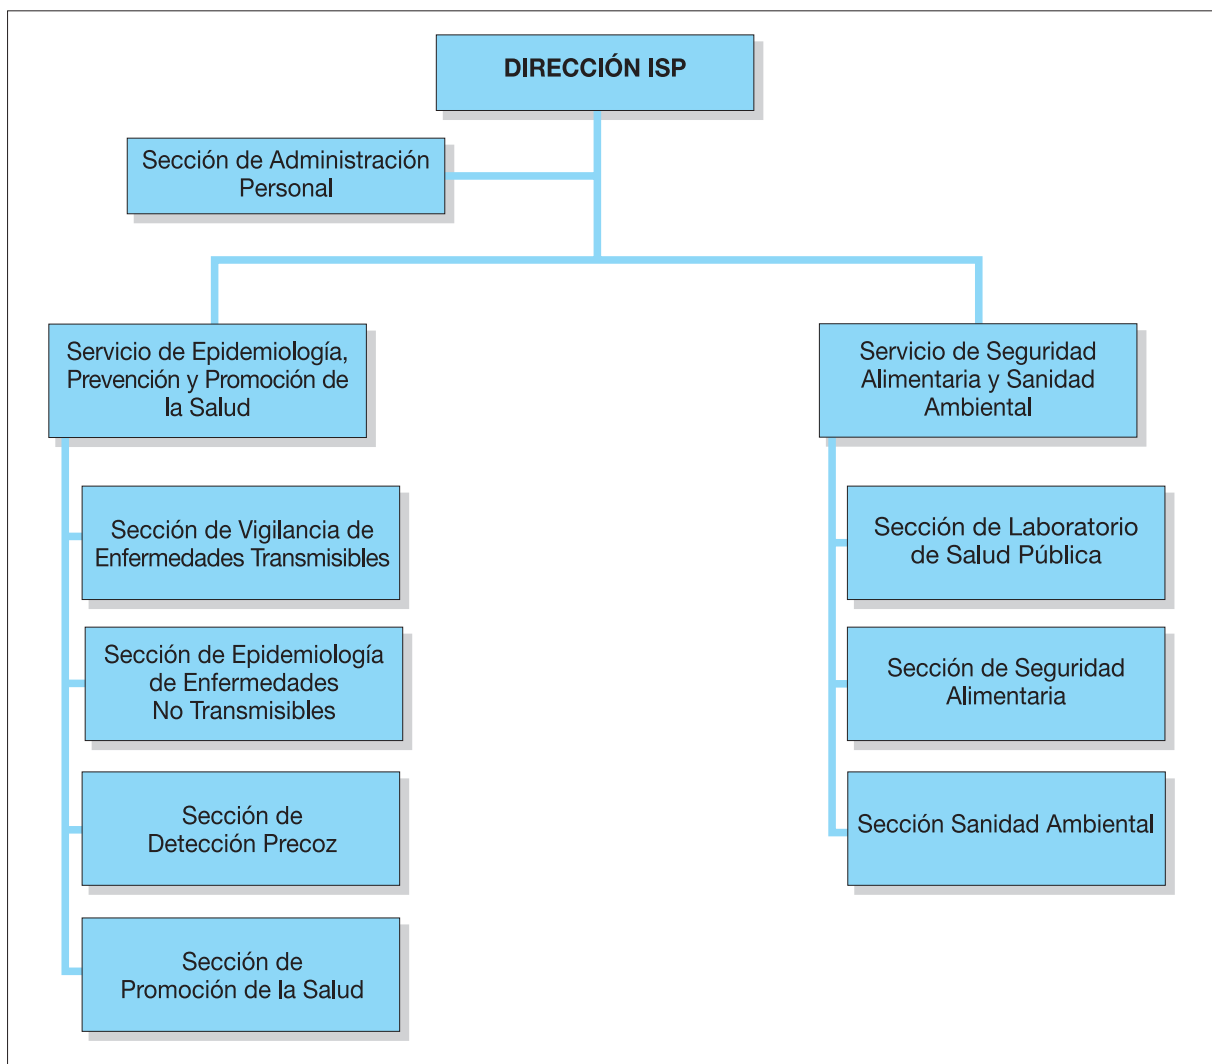 DIRECCIÓN ISP
Sección de Administración
Personal
Servicio de Epidemiología,
Prevención y Promoción de
la Salud
Sección de Vigilancia de
Enfermedades Transmisibles
Sección de Epidemiología
de Enfermedades
No Transmisibles
Sección de
Detección Precoz
Sección de
Promoción de la Salud
Servicio de Seguridad
Alimentaria y Sanidad
Ambiental
Sección de Laboratorio
de Salud Pública
Sección de Seguridad
Alimentaria
Sección Sanidad Ambiental